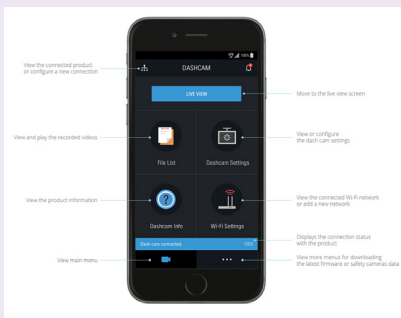 100%
View the connected product
or configure a new connection
DASHCAM
LIVE VIEW
Move to the live view screen
View and play the recorded videos
View or configure
the dash cam settings
File List
Dashcam Settings
View the product information
View the connected Wi-Fi network
or add a new network
Dashcam Info
Wi-Fi Settings
Displays the connection status
with the product
Dash cam connected.
View main menu
View more menus for downloading
the latest firmware or safety cameras data